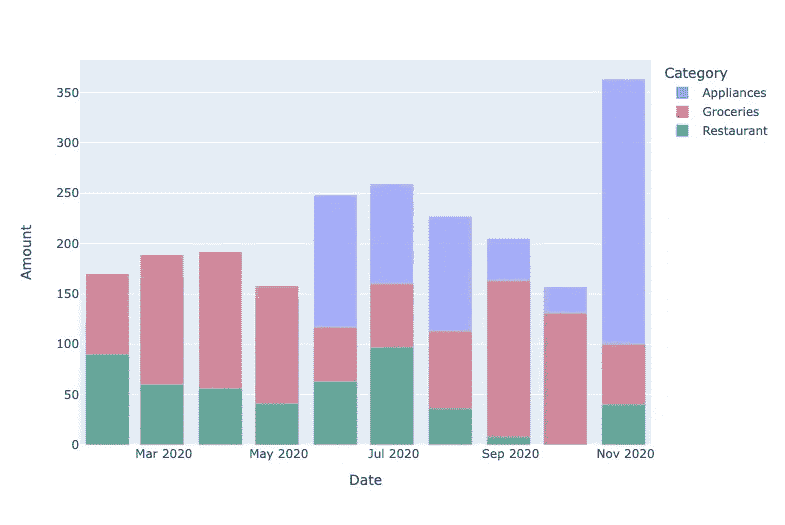 Category
Appliances
Groceries
Restaurant
350
300
250
200
150
100
50
0
Amount
Mar 2020
May 2020
Jul 2020
Sep 2020
Nov 2020
Date